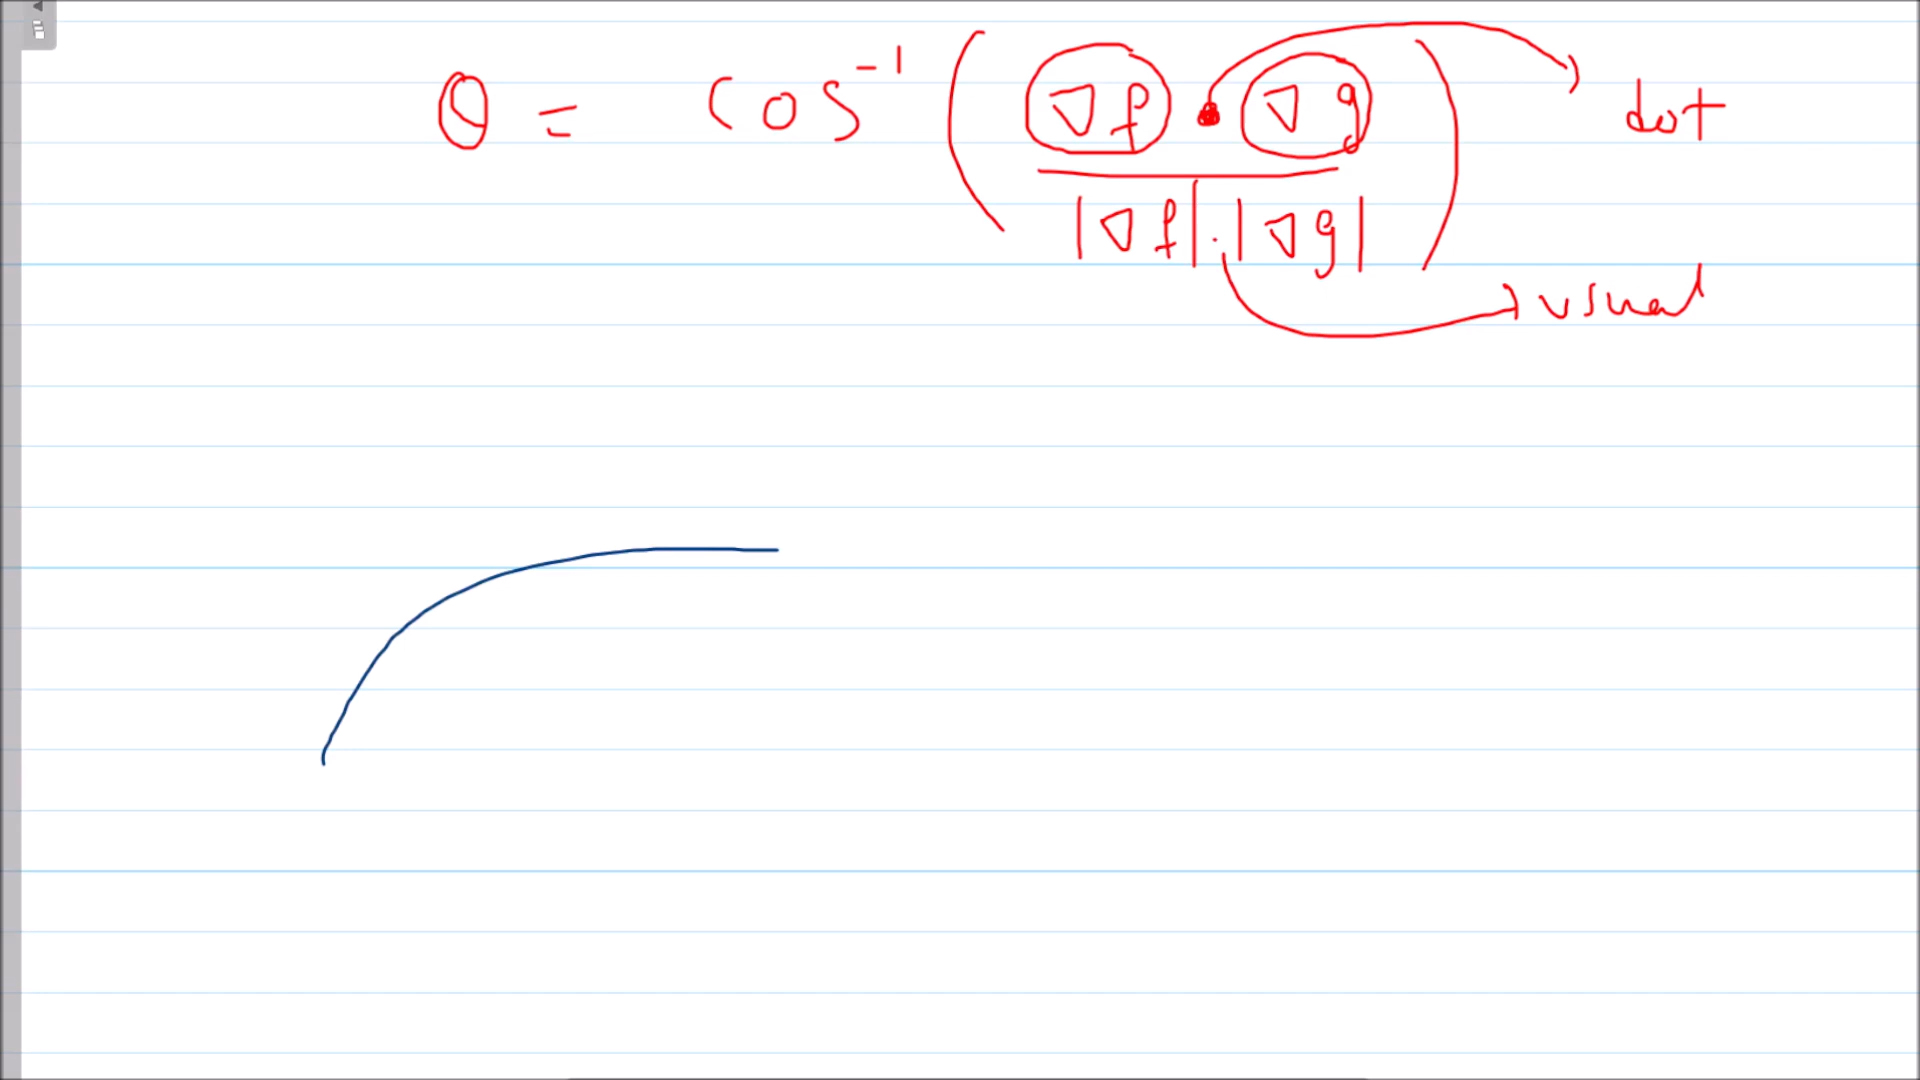 θ = cos⁻¹ ( ∇f • ∇g / |∇f| . |∇g| ) → dot
→ usual